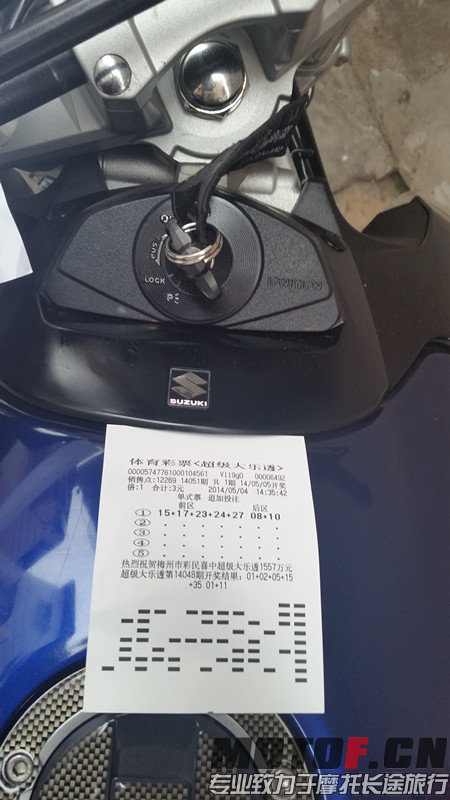 PUSH
LOCK
IGNITION
SUZUKI
体育彩票<超级大乐透>
00005747761000104561 Vil9g0 00006492
销售点:12269 14051期 共1期 14/05/05开奖
倍:1 合计:3元 2014/05/04 14:35:42
单式票 追加投注
前区 后区
① 15+17+23+24+27 08+10
②
③
④
⑤
热烈祝贺梅州市彩民喜中超级大乐透1557万元
超级大乐透第14048期开奖结果: 01+02+05+15
+35 01+11
MOTOF.CN
专业致力于摩托长途旅行